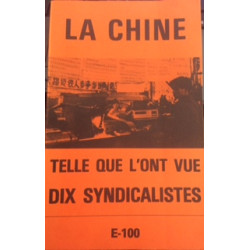 LA CHINE
TELLE QUE L'ONT VUE
DIX SYNDICALISTES
E-100